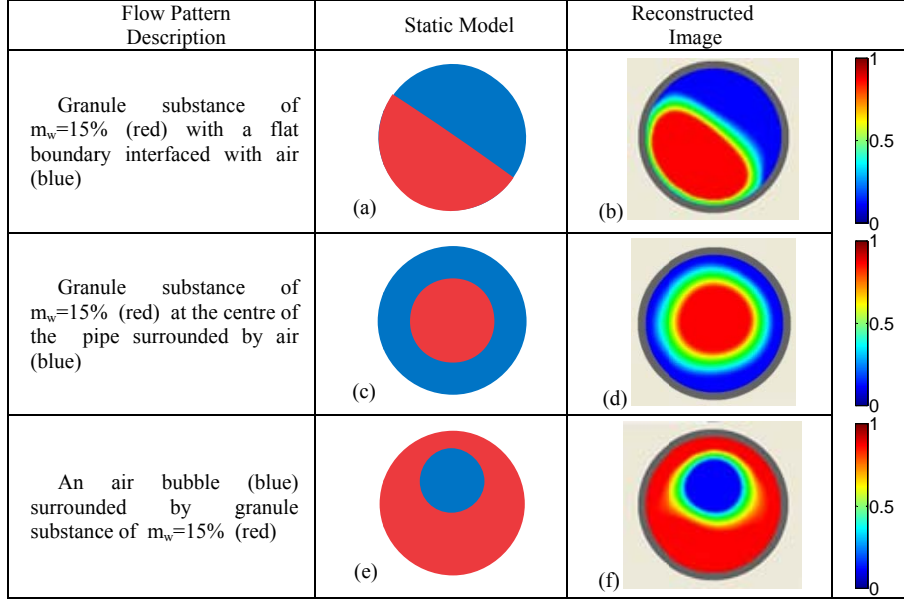 Flow Pattern
Description
Static Model
Reconstructed
Image
Granule substance of
m_w=15% (red) with a flat
boundary interfaced with air
(blue)
(a)
(b)
1
0.5
0
Granule substance of
m_w=15% (red) at the centre of
the pipe surrounded by air
(blue)
(c)
(d)
1
0.5
0
An air bubble (blue)
surrounded by granule
substance of m_w=15% (red)
(e)
(f)
1
0.5
0